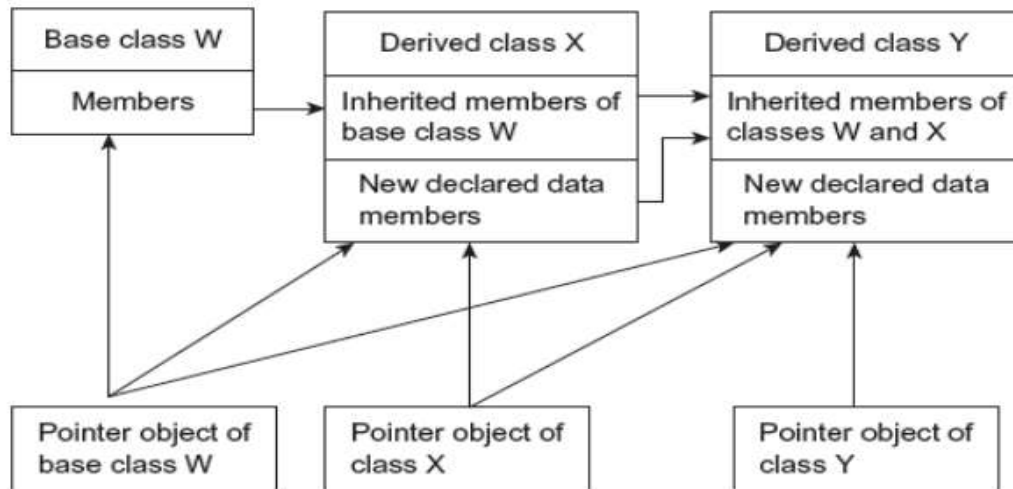 Base class W
Members
Derived class X
Inherited members of
base class W
New declared data
members
Derived class Y
Inherited members of
classes W and X
New declared data
members
Pointer object of
base class W
Pointer object of
class X
Pointer object of
class Y